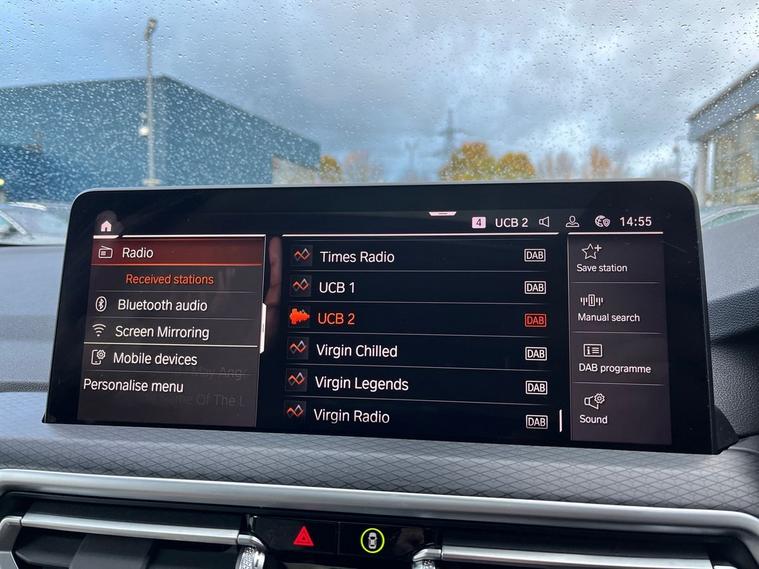 4 UCB 2 14:55
Radio
Received stations
Bluetooth audio
Screen Mirroring
Mobile devices
Personalise menu
Times Radio DAB
UCB 1 DAB
UCB 2 DAB
Virgin Chilled DAB
Virgin Legends DAB
Virgin Radio DAB
Save station
Manual search
DAB programme
Sound